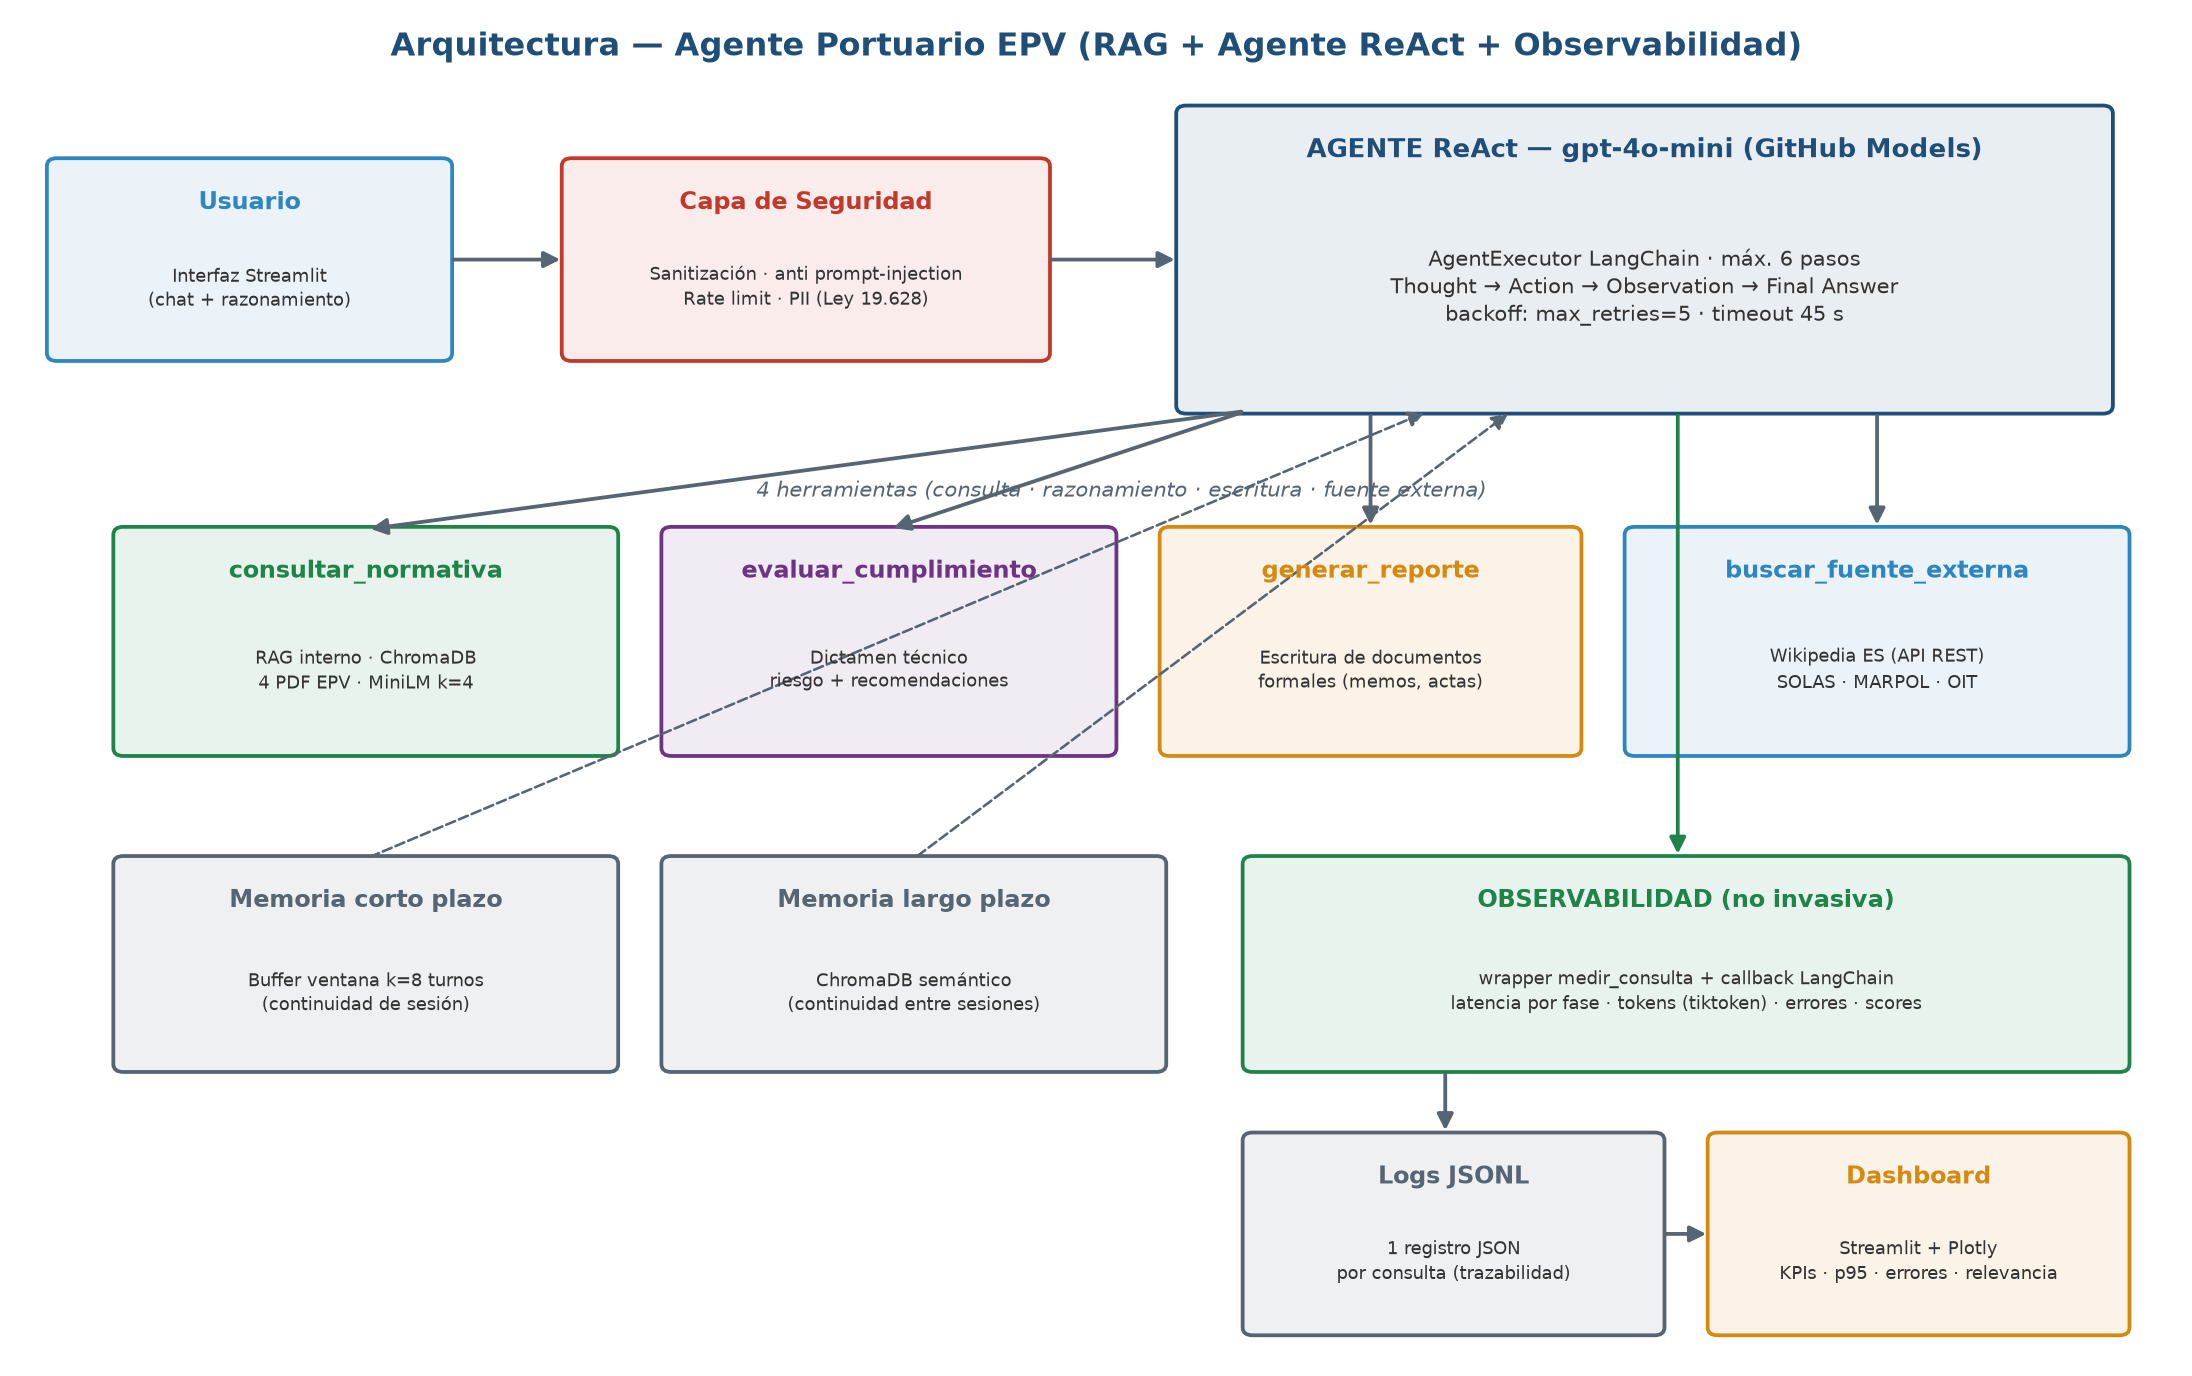 Arquitectura — Agente Portuario EPV (RAG + Agente ReAct + Observabilidad)
Usuario
Interfaz Streamlit
(chat + razonamiento)
Capa de Seguridad
Sanitización · anti prompt-injection
Rate limit · PII (Ley 19.628)
AGENTE ReAct — gpt-4o-mini (GitHub Models)
AgentExecutor LangChain · máx. 6 pasos
Thought → Action → Observation → Final Answer
backoff: max_retries=5 · timeout 45 s
4 herramientas (consulta · razonamiento · escritura · fuente externa)
consultar_normativa
RAG interno · ChromaDB
4 PDF EPV · MiniLM k=4
evaluar_cumplimiento
Dictamen técnico
riesgo + recomendaciones
generar_reporte
Escritura de documentos
formales (memos, actas)
buscar_fuente_externa
Wikipedia ES (API REST)
SOLAS · MARPOL · OIT
Memoria corto plazo
Buffer ventana k=8 turnos
(continuidad de sesión)
Memoria largo plazo
ChromaDB semántico
(continuidad entre sesiones)
OBSERVABILIDAD (no invasiva)
wrapper medir_consulta + callback LangChain
latencia por fase · tokens (tiktoken) · errores · scores
Logs JSONL
1 registro JSON
por consulta (trazabilidad)
Dashboard
Streamlit + Plotly
KPIs · p95 · errores · relevancia